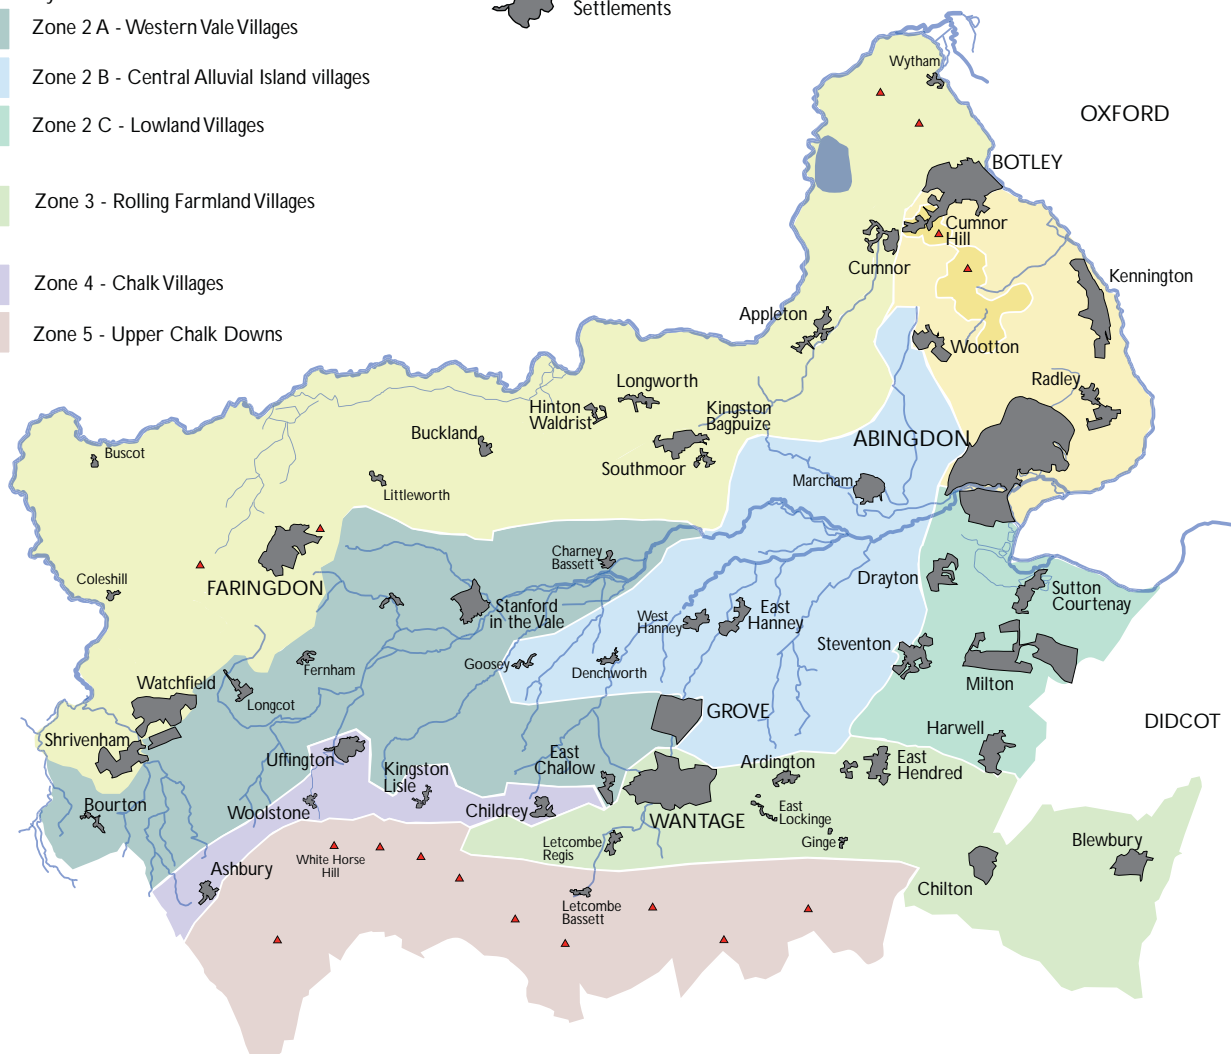 Settlements
Zone 2 A - Western Vale Villages
Zone 2 B - Central Alluvial Island villages
Zone 2 C - Lowland Villages
Zone 3 - Rolling Farmland Villages
Zone 4 - Chalk Villages
Zone 5 - Upper Chalk Downs
Wytham
OXFORD
BOTLEY
Cumnor
Hill
Cumnor
Kennington
Appleton
Wootton
Radley
Longworth
Hinton
Waldrist
Kingston
Bagpuize
Buckland
Southmoor
ABINGDON
Buscot
Littleworth
Marcham
Charney
Bassett
Coleshill
FARINGDON
Drayton
Sutton
Courtenay
Stanford
in the Vale
West
Hanney
East
Hanney
Steventon
Goosey
Denchworth
Fernham
Milton
Watchfield
Longcot
GROVE
DIDCOT
Shrivenham
Harwell
Uffington
East
Challow
Ardington
East
Hendred
Kingston
Lisle
Bourton
Woolstone
Childrey
East
Lockinge
WANTAGE
Letcombe
Regis
Ginge
Blewbury
White Horse
Hill
Ashbury
Chilton
Letcombe
Bassett